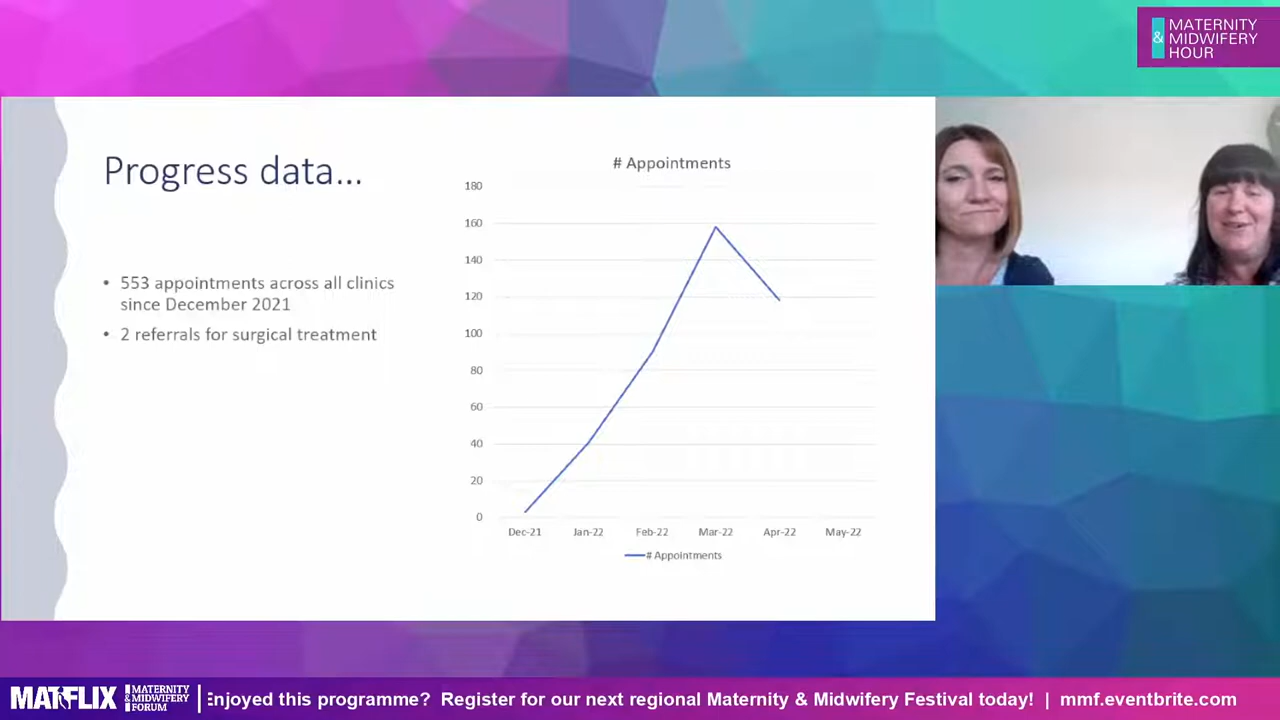 MATERNITY
& MIDWIFERY
HOUR
Progress data...
• 553 appointments across all clinics
since December 2021
• 2 referrals for surgical treatment
# Appointments
180
160
140
120
100
80
60
40
20
0
Dec-21 Jan-22 Feb-22 Mar-22 Apr-22 May-22
# Appointments
MATFLIX
MATERNITY
& MIDWIFERY
FORUM
Enjoyed this programme? Register for our next regional Maternity & Midwifery Festival today! | mmf.eventbrite.com